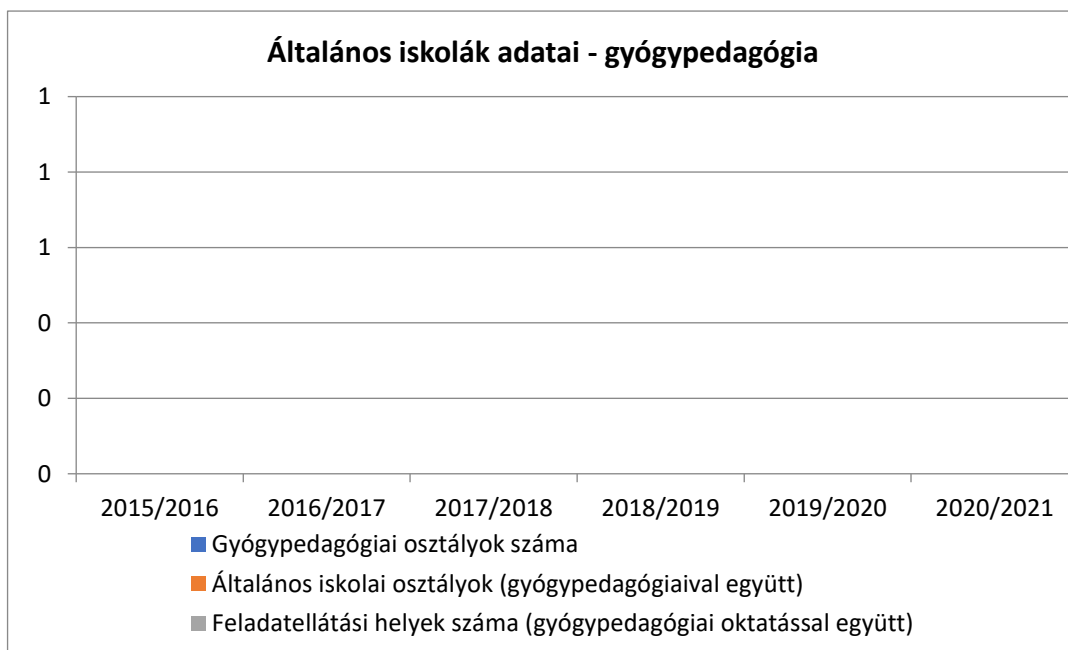 Általános iskolák adatai - gyógypedagógia
1
1
1
0
0
0
2015/2016 2016/2017 2017/2018 2018/2019 2019/2020 2020/2021
Gyógypedagógiai osztályok száma
Általános iskolai osztályok (gyógypedagógiaival együtt)
Feladatellátási helyek száma (gyógypedagógiai oktatással együtt)